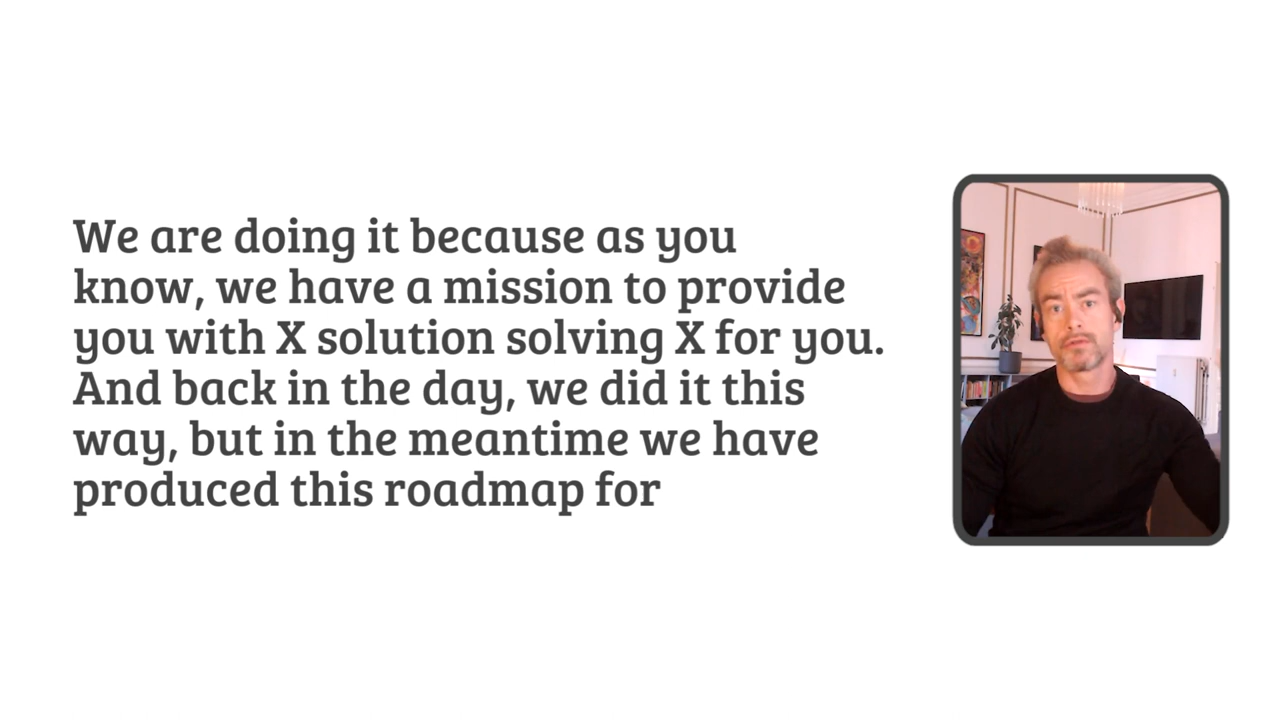 We are doing it because as you
know, we have a mission to provide
you with X solution solving X for you.
And back in the day, we did it this
way, but in the meantime we have
produced this roadmap for